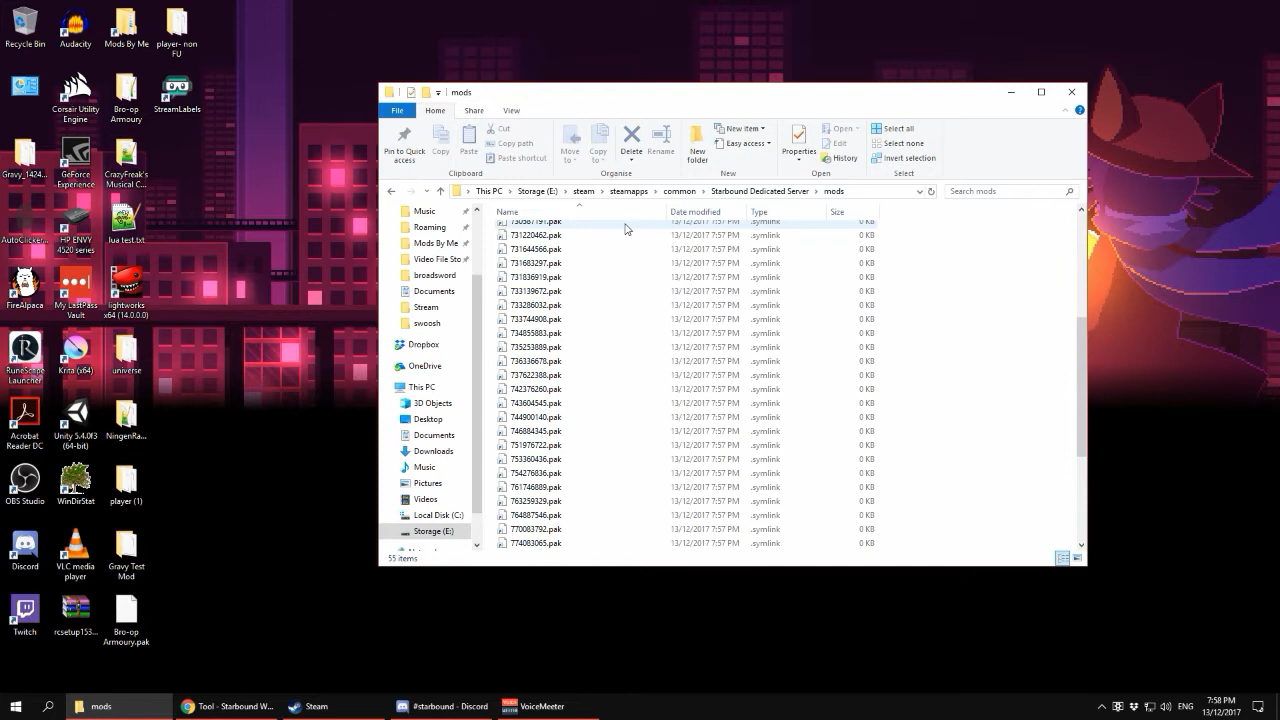 Recycle Bin
Audacity
Mods By Me
player- non
FU
Corsair Utility
Engine
Bro-op
Armoury
StreamLabels
Gravy_1424...
GeForce
Experience
CrazyFreak's
Musical C...
AutoClicker...
HP ENVY
4520 series
lua test.txt
FireAlpaca
My LastPass
Vault
lightworks
x64 (14.0.0.0)
RuneScape
Launcher
Krita (x64)
universe
Acrobat
Reader DC
Unity 5.4.0f3
(64-bit)
NingenRa...
OBS Studio
WinDirStat
player (1)
Discord
VLC media
player
Gravy Test
Mod
Twitch
rcsetup153...
Bro-op
Armoury.pak
mods
File
Home
Share
View
Pin to Quick
access
Copy
Paste
Cut
Copy path
Paste shortcut
Clipboard
Move
to
Copy
to
Delete
Rename
Organise
New
folder
New item
Easy access
New
Properties
Open
Edit
History
Open
Select all
Select none
Invert selection
Select
This PC
Storage (E:)
steam
steamapps
common
Starbound Dedicated Server
mods
Search mods
Music
Roaming
Mods By Me
Video File Sto
broadsword
Documents
Stream
swoosh
Dropbox
OneDrive
This PC
3D Objects
Desktop
Documents
Downloads
Music
Pictures
Videos
Local Disk (C:)
Storage (E:)
Name Date modified Type Size
730587191.pak 13/12/2017 7:57 PM .symlink 0 KB
731220462.pak 13/12/2017 7:57 PM .symlink 0 KB
731644566.pak 13/12/2017 7:57 PM .symlink 0 KB
731683297.pak 13/12/2017 7:57 PM .symlink 0 KB
731836919.pak 13/12/2017 7:57 PM .symlink 0 KB
733139672.pak 13/12/2017 7:57 PM .symlink 0 KB
733286032.pak 13/12/2017 7:57 PM .symlink 0 KB
733744908.pak 13/12/2017 7:57 PM .symlink 0 KB
734855883.pak 13/12/2017 7:57 PM .symlink 0 KB
735253889.pak 13/12/2017 7:57 PM .symlink 0 KB
736336678.pak 13/12/2017 7:57 PM .symlink 0 KB
737622388.pak 13/12/2017 7:57 PM .symlink 0 KB
742376260.pak 13/12/2017 7:57 PM .symlink 0 KB
743604545.pak 13/12/2017 7:57 PM .symlink 0 KB
744900140.pak 13/12/2017 7:57 PM .symlink 0 KB
746884345.pak 13/12/2017 7:57 PM .symlink 0 KB
751976722.pak 13/12/2017 7:57 PM .symlink 0 KB
753360436.pak 13/12/2017 7:57 PM .symlink 0 KB
754276836.pak 13/12/2017 7:57 PM .symlink 0 KB
761746889.pak 13/12/2017 7:57 PM .symlink 0 KB
763259329.pak 13/12/2017 7:57 PM .symlink 0 KB
764887546.pak 13/12/2017 7:57 PM .symlink 0 KB
770083792.pak 13/12/2017 7:57 PM .symlink 0 KB
774083065.pak 13/12/2017 7:57 PM .symlink 0 KB
55 items
mods
Tool - Starbound W...
Steam
#starbound - Discord
VoiceMeeter
ENG
7:58 PM
13/12/2017